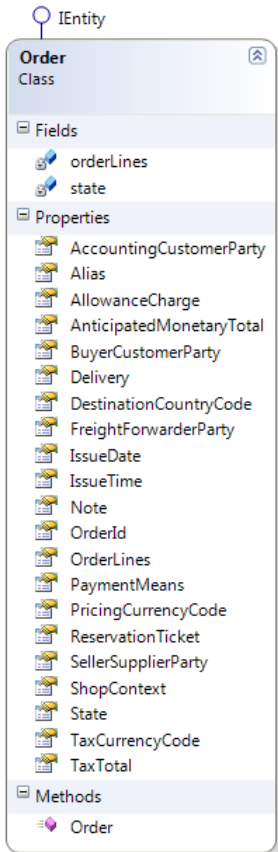 IEntity
Order
Class
Fields
orderLines
state
Properties
AccountingCustomerParty
Alias
AllowanceCharge
AnticipatedMonetaryTotal
BuyerCustomerParty
Delivery
DestinationCountryCode
FreightForwarderParty
IssueDate
IssueTime
Note
OrderId
OrderLines
PaymentMeans
PricingCurrencyCode
ReservationTicket
SellerSupplierParty
ShopContext
State
TaxCurrencyCode
TaxTotal
Methods
Order